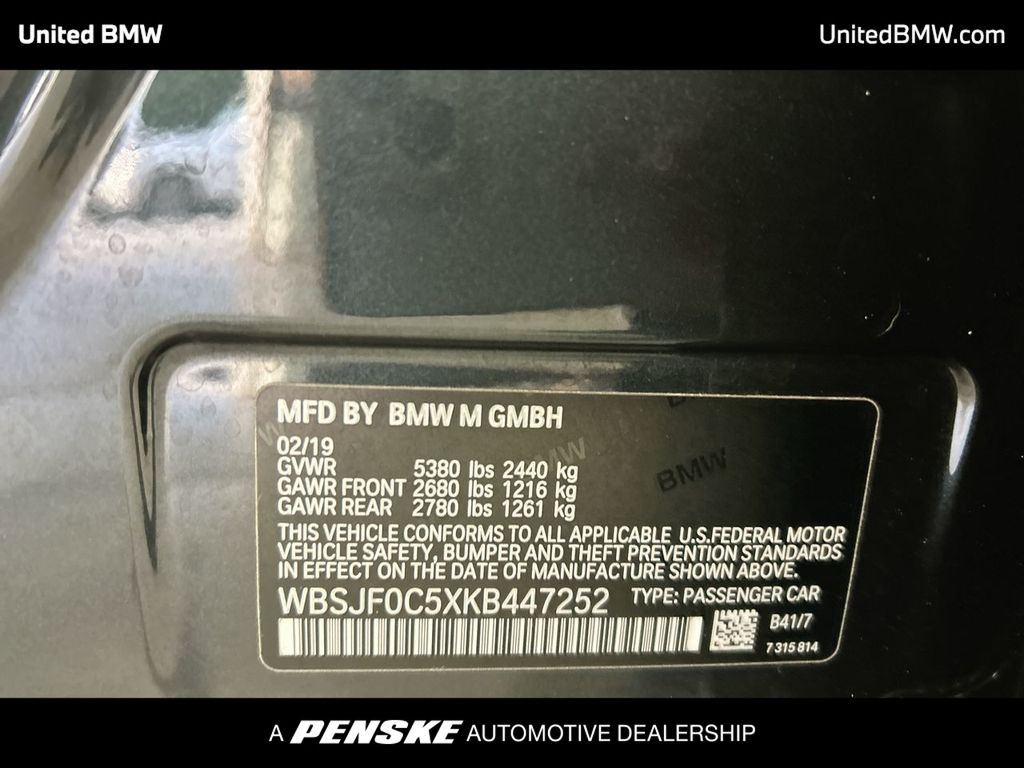 United BMW
UnitedBMW.com
MFD BY BMW M GMBH
02/19
GVWR 5380 lbs 2440 kg
GAWR FRONT 2680 lbs 1216 kg
GAWR REAR 2780 lbs 1261 kg
THIS VEHICLE CONFORMS TO ALL APPLICABLE U.S.FEDERAL MOTOR
VEHICLE SAFETY, BUMPER AND THEFT PREVENTION STANDARDS
IN EFFECT ON THE DATE OF MANUFACTURE SHOWN ABOVE.
WBSJF0C5XKB447252 TYPE: PASSENGER CAR
B41/7
7 315 814
BMW
A PENSKE AUTOMOTIVE DEALERSHIP